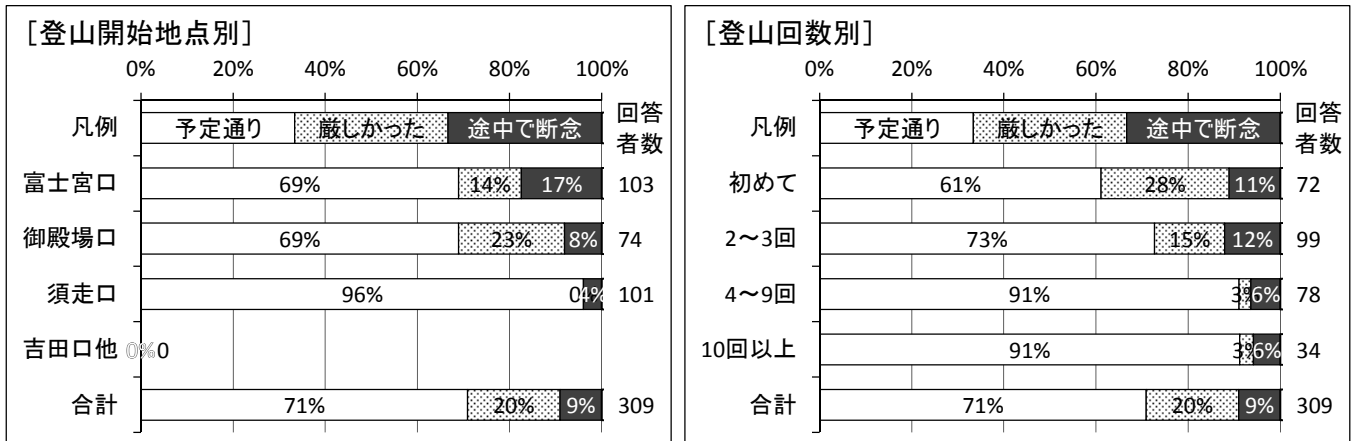 ［登山開始地点別］
0% 20% 40% 60% 80% 100%
凡例 予定通り 厳しかった 途中で断念 回答者数
富士宮口 69% 14% 17% 103
御殿場口 69% 23% 8% 74
須走口 96% 0 4% 101
吉田口他 0% 0
合計 71% 20% 9% 309
［登山回数別］
0% 20% 40% 60% 80% 100%
凡例 予定通り 厳しかった 途中で断念 回答者数
初めて 61% 28% 11% 72
2～3回 73% 15% 12% 99
4～9回 91% 3% 6% 78
10回以上 91% 3% 6% 34
合計 71% 20% 9% 309